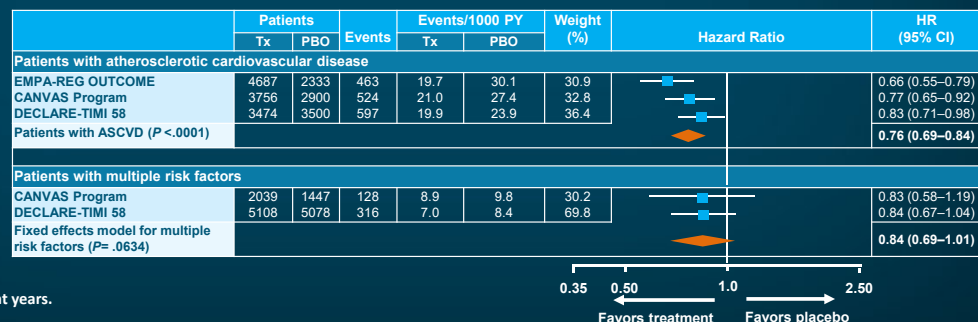 Patients Events Events/1000 PY Weight (%) Hazard Ratio HR (95% CI)
Tx PBO Tx PBO
Patients with atherosclerotic cardiovascular disease
EMPA-REG OUTCOME 4687 2333 463 19.7 30.1 30.9 0.66 (0.55–0.79)
CANVAS Program 3756 2900 524 21.0 27.4 32.8 0.77 (0.65–0.92)
DECLARE-TIMI 58 3474 3500 597 19.9 23.9 36.4 0.83 (0.71–0.98)
Patients with ASCVD (P <.0001) 0.76 (0.69–0.84)
Patients with multiple risk factors
CANVAS Program 2039 1447 128 8.9 9.8 30.2 0.83 (0.58–1.19)
DECLARE-TIMI 58 5108 5078 316 7.0 8.4 69.8 0.84 (0.67–1.04)
Fixed effects model for multiple
risk factors (P= .0634) 0.84 (0.69–1.01)
0.35 0.50 1.0 2.50
t years.
Favors treatment Favors placebo